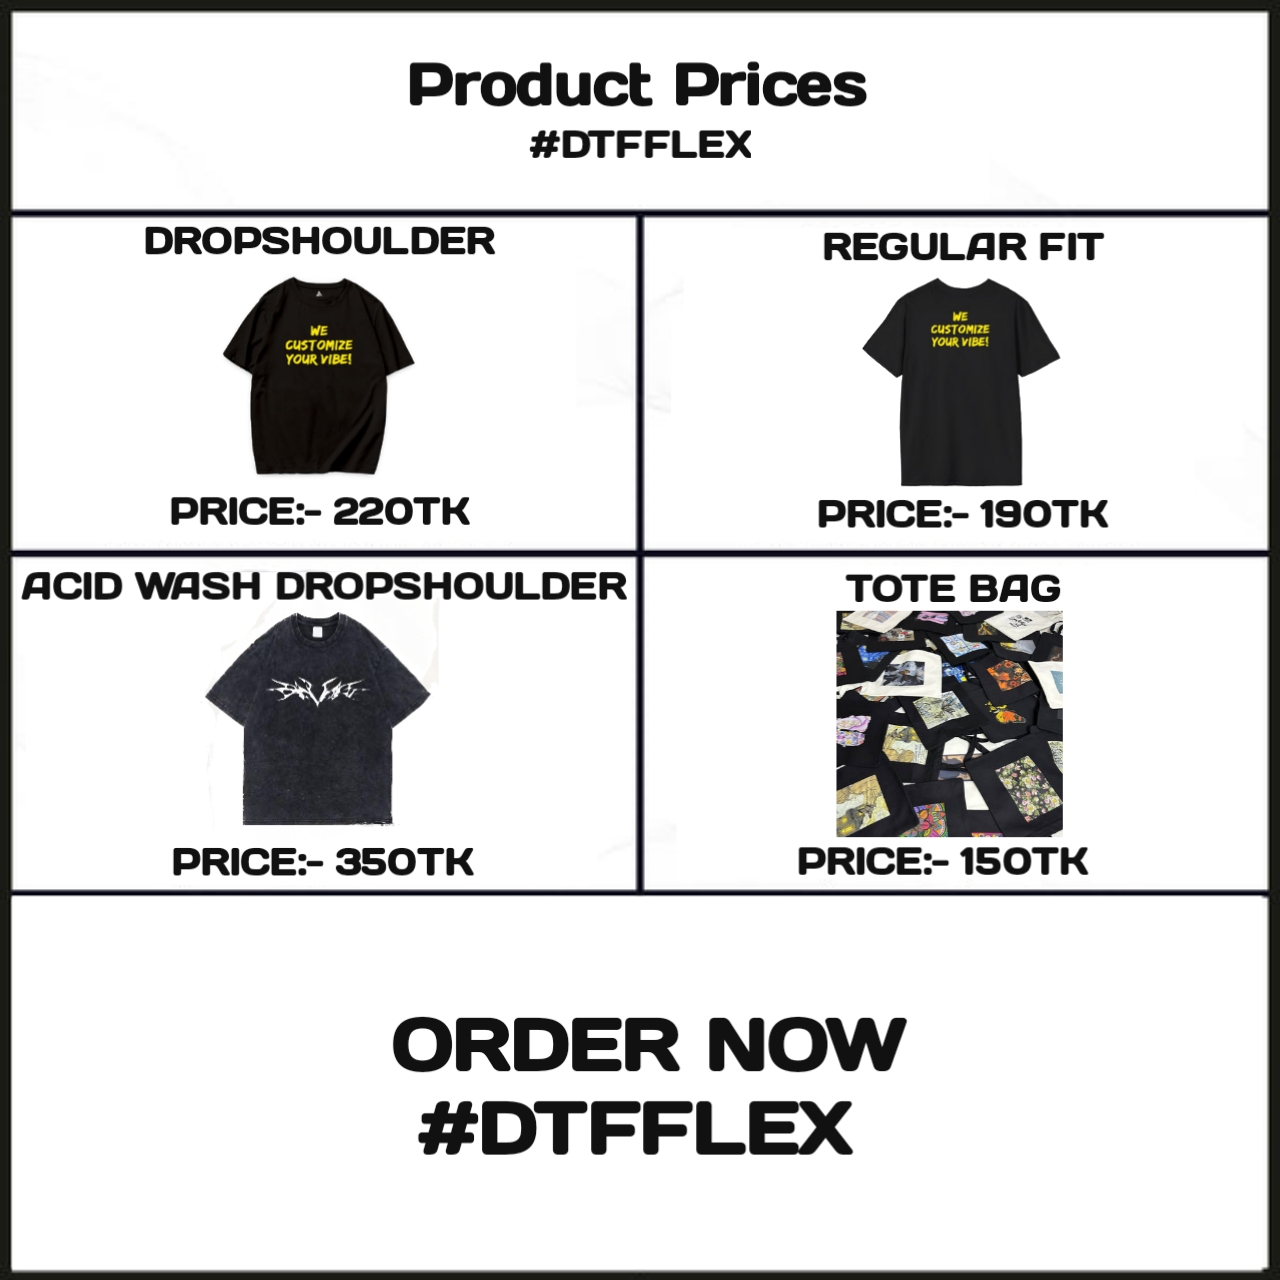 Product Prices
#DTFFLEX
DROPSHOULDER
WE
CUSTOMIZE
YOUR VIBE!
PRICE:- 220TK
REGULAR FIT
WE
CUSTOMIZE
YOUR VIBE!
PRICE:- 190TK
ACID WASH DROPSHOULDER
PRICE:- 350TK
TOTE BAG
PRICE:- 150TK
ORDER NOW
#DTFFLEX